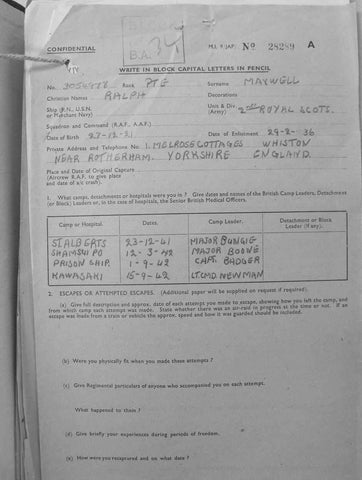 CONFIDENTIAL
B.A. 34
M.I. 9/JAP. No 28289 A
WRITE IN BLOCK CAPITAL LETTERS IN PENCIL
No. 3054778 Rank PTE Surname MAXWELL
Christian Names RALPH Decorations
Ship (R.N., U.S.N. or Merchant Navy) Unit & Div. (Army) 2nd ROYAL SCOTS.
Squadron and Command (R.A.F., A.A.F.)
Date of Birth 27-12-21 Date of Enlistment 29-2-36
Private Address and Telephone No 1. MELROSE COTTAGES WHISTON
NEAR ROTHERHAM. YORKSHIRE ENGLAND.
Place and Date of Original Capture
(Aircrew R.A.F. to give place
and date of a/c crash).
1. What camps, detachments or hospitals were you in? Give dates and names of the British Camp Leaders, Detachment
(or Block) Leaders or, in the case of hospitals, the Senior British Medical Officers.
Camp or Hospital. Dates. Camp Leader. Detachment or Block Leader (if any).
ST. ALBERTS 23-12-41 MAJOR BUNGIG
SHAMSUI PO 12-3-42 MAJOR BOONE
PRISON SHIP. 1-9-42 CAPT. BADGER
KAWASAKI 15-9-42 LT. CMD NEWMAN
2. ESCAPES OR ATTEMPTED ESCAPES. (Additional paper will be supplied on request if required).
(a) Give full description and approx. date of each attempt you made to escape, showing how you left the camp, and
from which camp each attempt was made. State whether there was an air-raid in progress at the time or not. If an
escape was made from a train or vehicle the approx. speed and how it was guarded should be included.
(b) Were you physically fit when you made these attempts?
(c) Give Regimental particulars of anyone who accompanied you on each attempt.
What happened to them?
(d) Give briefly your experiences during periods of freedom.
(e) How were you recaptured and on what date?